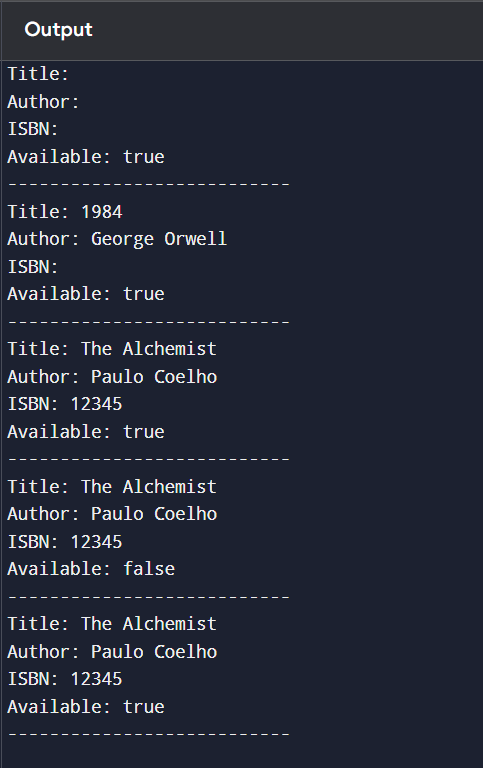 Output
Title:
Author:
ISBN:
Available: true
---------------------------
Title: 1984
Author: George Orwell
ISBN:
Available: true
---------------------------
Title: The Alchemist
Author: Paulo Coelho
ISBN: 12345
Available: true
---------------------------
Title: The Alchemist
Author: Paulo Coelho
ISBN: 12345
Available: false
---------------------------
Title: The Alchemist
Author: Paulo Coelho
ISBN: 12345
Available: true
---------------------------